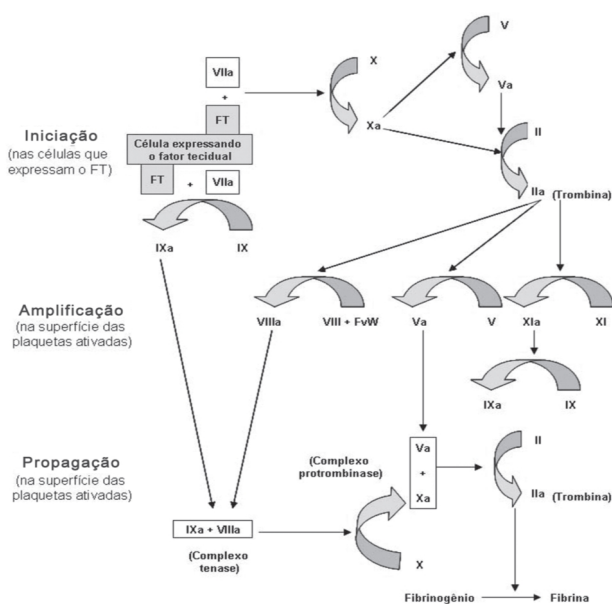 VIIa
+
FT
Célula expressando
o fator tecidual
FT + VIIa
IXa IX
X
Xa
V
Va
II
IIa (Trombina)
Iniciação
(nas células que
expressam o FT)
Amplificação
(na superfície das
plaquetas ativadas)
VIIIa VIII + FvW
Va V
XIa XI
IXa IX
Propagação
(na superfície das
plaquetas ativadas)
IXa + VIIIa
(Complexo
tenase)
X
(Complexo
protrombinase)
Va
+
Xa
II
IIa (Trombina)
Fibrinogênio Fibrina